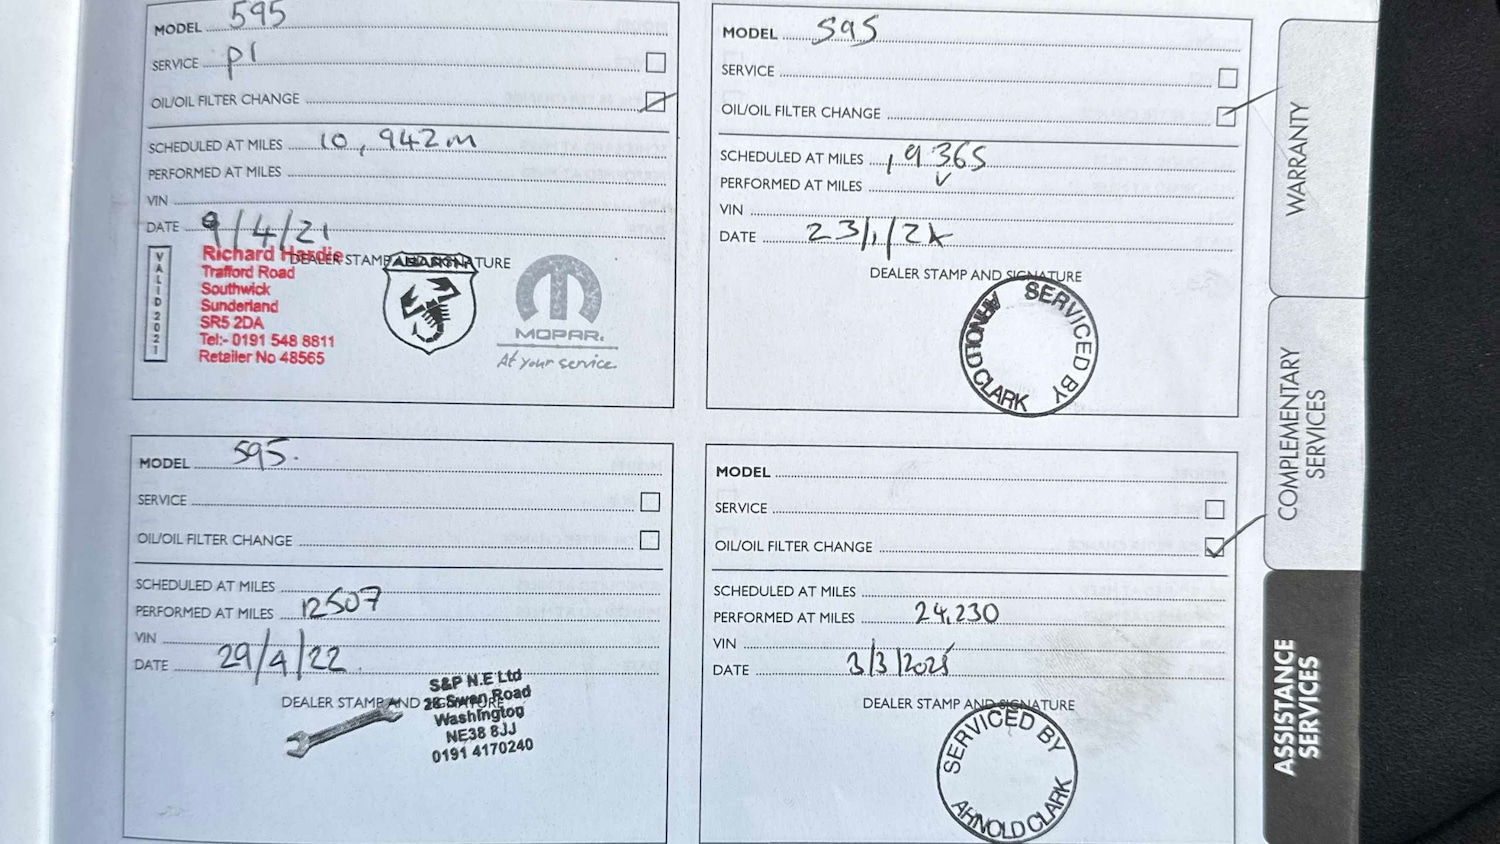 MODEL 595
SERVICE p1
OIL/OIL FILTER CHANGE
SCHEDULED AT MILES 10,942m
PERFORMED AT MILES
VIN
DATE 9/4/21
DEALER STAMP AND SIGNATURE
VALID 2021
Richard Hardie
Trafford Road
Southwick
Sunderland
SR5 2DA
Tel:- 0191 548 8811
Retailer No 48565
ABARTH
MOPAR.
At your service
MODEL 595
SERVICE
OIL/OIL FILTER CHANGE
SCHEDULED AT MILES 19365
PERFORMED AT MILES
VIN
DATE 23/1/24
DEALER STAMP AND SIGNATURE
SERVICED BY
ARNOLD CLARK
MODEL 595.
SERVICE
OIL/OIL FILTER CHANGE
SCHEDULED AT MILES
PERFORMED AT MILES 12507
VIN
DATE 29/4/22
DEALER STAMP AND SIGNATURE
S&P N.E Ltd
28 Swan Road
Washington
NE38 8JJ
0191 4170240
MODEL
SERVICE
OIL/OIL FILTER CHANGE
SCHEDULED AT MILES
PERFORMED AT MILES 24,230
VIN
DATE 3/3/2025
DEALER STAMP AND SIGNATURE
SERVICED BY
ARNOLD CLARK
WARRANTY
COMPLEMENTARY
SERVICES
ASSISTANCE
SERVICES